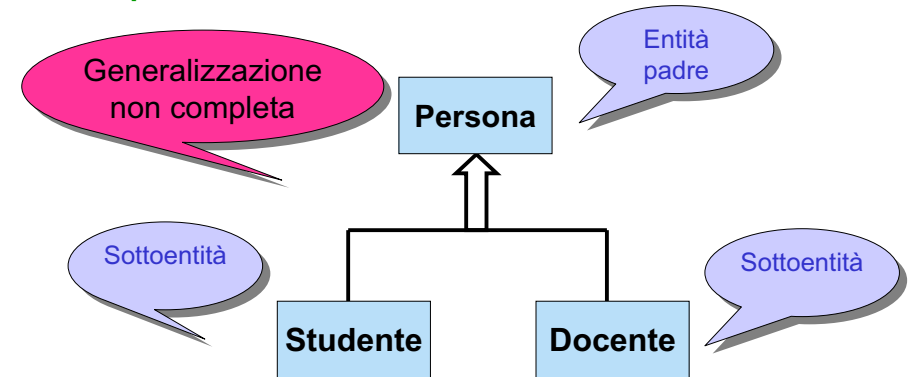 Entità
padre
Generalizzazione
non completa
Persona
Sottoentità
Sottoentità
Studente
Docente